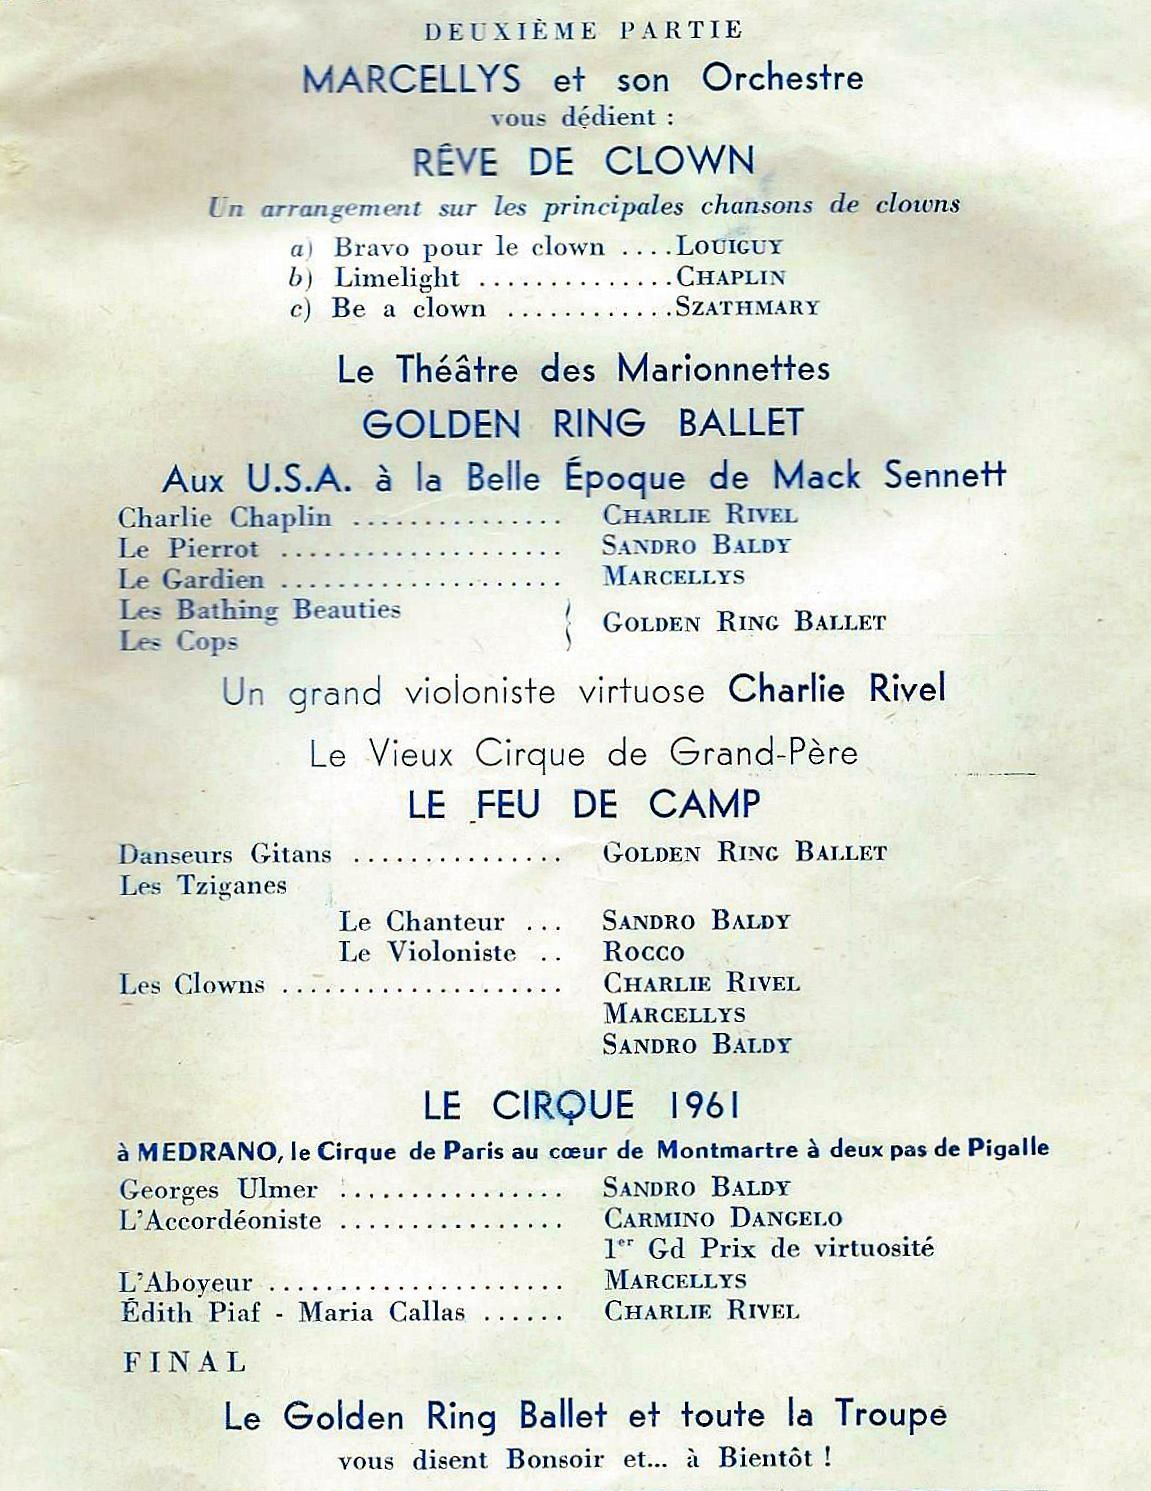 DEUXIÈME PARTIE
MARCELLYS et son Orchestre
vous dédient :
RÊVE DE CLOWN
Un arrangement sur les principales chansons de clowns
a) Bravo pour le clown ....LOUIGUY
b) Limelight ..............CHAPLIN
c) Be a clown ............SZATHMARY
Le Théâtre des Marionnettes
GOLDEN RING BALLET
Aux U.S.A. à la Belle Époque de Mack Sennett
Charlie Chaplin ............... CHARLIE RIVEL
Le Pierrot .................... SANDRO BALDY
Le Gardien .................... MARCELLYS
Les Bathing Beauties
} GOLDEN RING BALLET
Les Cops
Un grand violoniste virtuose Charlie Rivel
Le Vieux Cirque de Grand-Père
LE FEU DE CAMP
Danseurs Gitans ............... GOLDEN RING BALLET
Les Tziganes
Le Chanteur ... SANDRO BALDY
Le Violoniste .. ROCCO
Les Clowns .................... CHARLIE RIVEL
MARCELLYS
SANDRO BALDY
LE CIRQUE 1961
à MEDRANO, le Cirque de Paris au cœur de Montmartre à deux pas de Pigalle
Georges Ulmer ................ SANDRO BALDY
L'Accordéoniste ................ CARMINO DANGELO
1er Gd Prix de virtuosité
L'Aboyeur ..................... MARCELLYS
Édith Piaf - Maria Callas ...... CHARLIE RIVEL
FINAL
Le Golden Ring Ballet et toute la Troupe
vous disent Bonsoir et... à Bientôt !